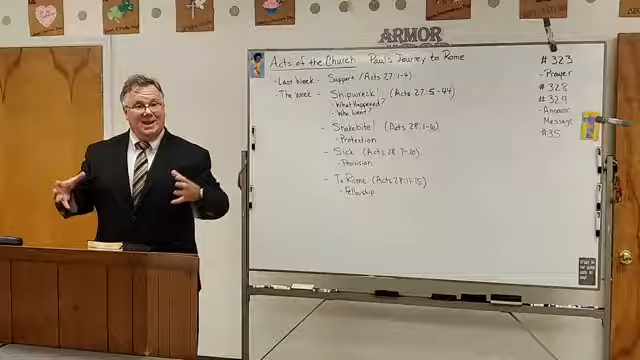 ARMOR
Acts of the Church Paul's Journey to Rome
- Last Week - Support (Acts 27:1-4)
- This Week - Shipwreck! (Acts 27:5-44)
- What Happened?
- Who Went?
- Snakebite! (Acts 28:1-6)
- Protection
- Sick (Acts 28:7-10)
- Provision
- To Rome (Acts 28:11-15)
- Fellowship
#323
- Prayer
#328
#329
Message
#35